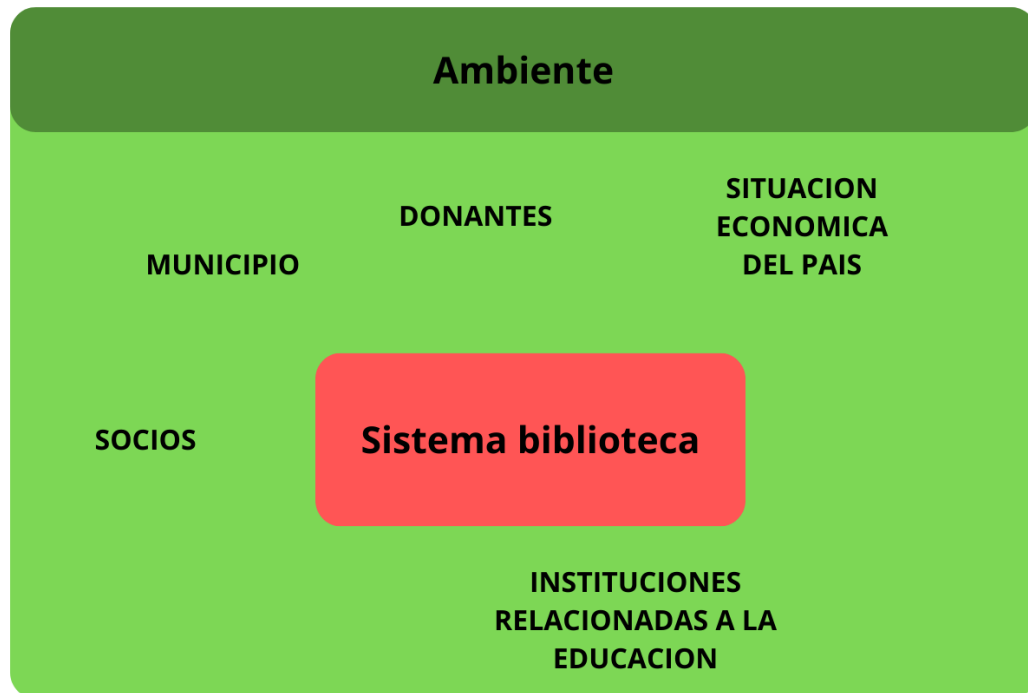 Ambiente
DONANTES
SITUACION
ECONOMICA
DEL PAIS
MUNICIPIO
SOCIOS
Sistema biblioteca
INSTITUCIONES
RELACIONADAS A LA
EDUCACION